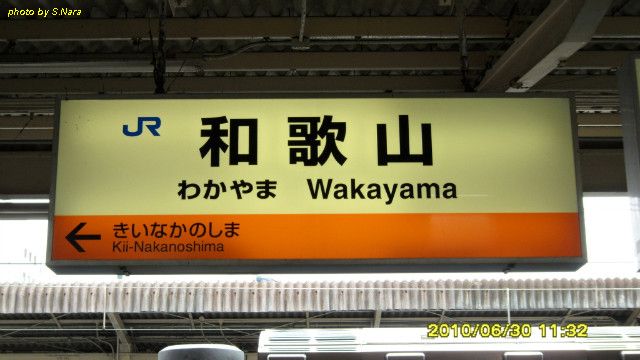 photo by S.Nara
JR 和歌山
わかやま Wakayama
← きいなかのしま
Kii-Nakanoshima
2010/06/30 11:32